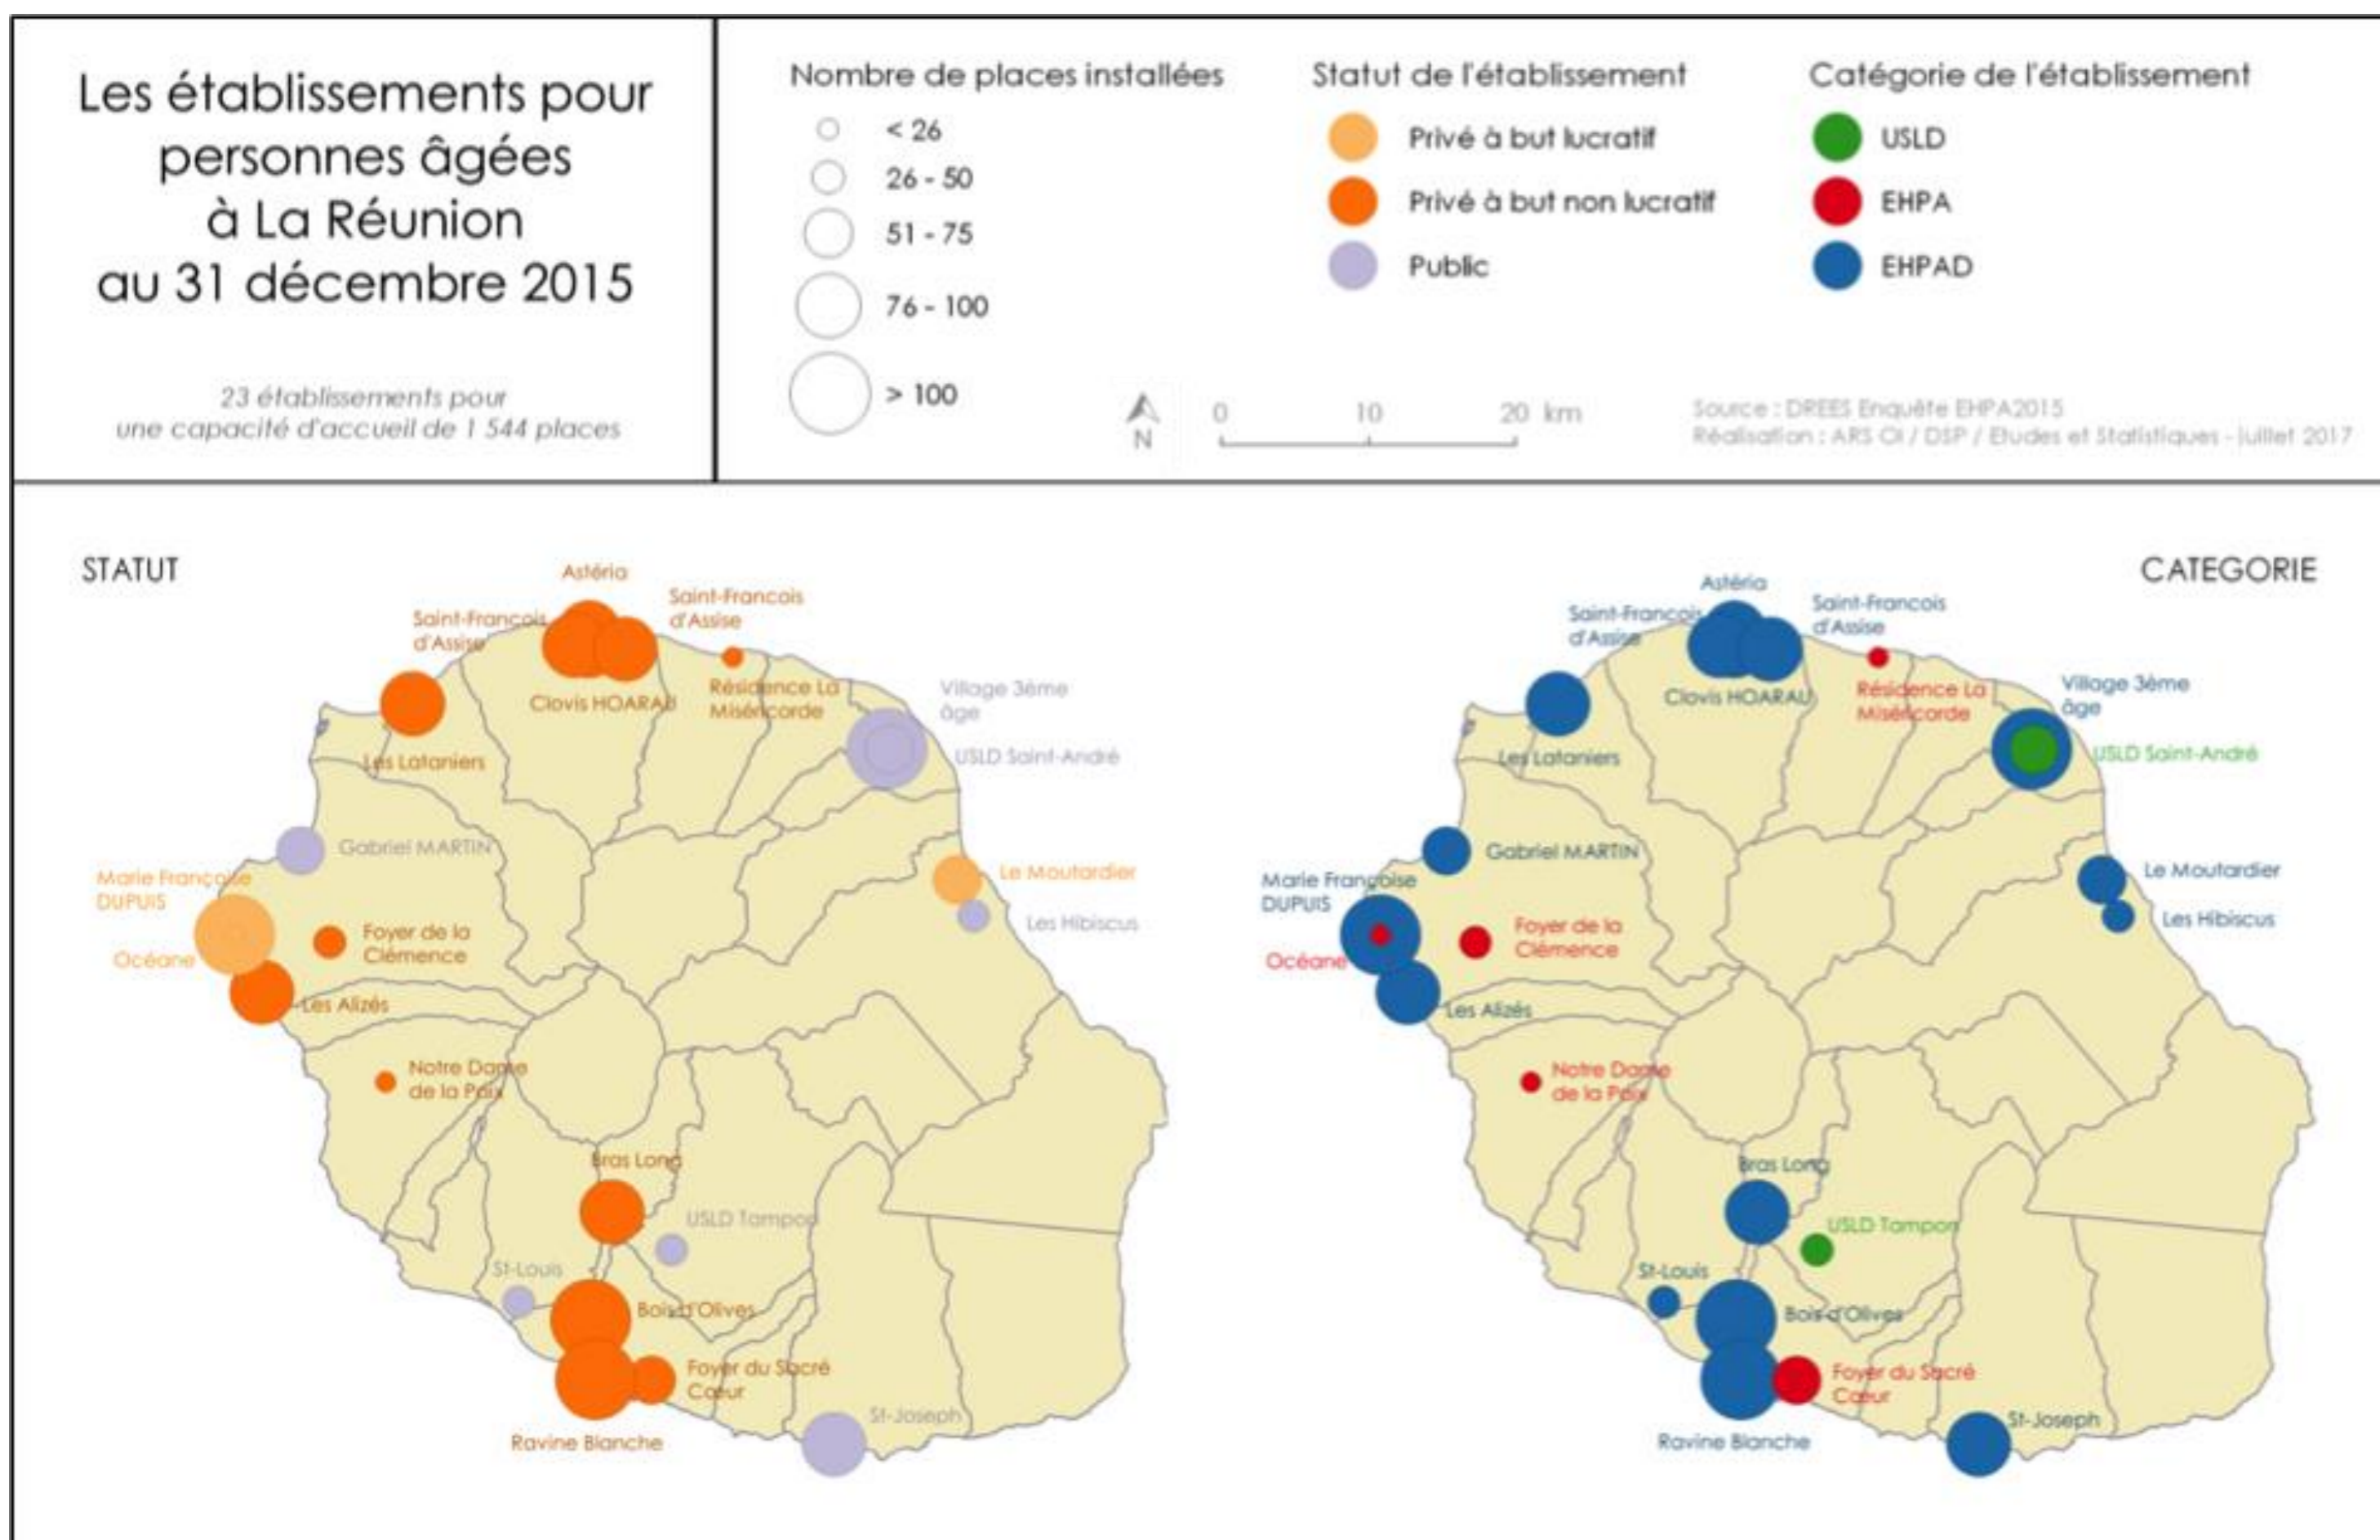 Les établissements pour
personnes âgées
à La Réunion
au 31 décembre 2015
23 établissements pour
une capacité d'accueil de 1 544 places
Nombre de places installées
< 26
26 - 50
51 - 75
76 - 100
> 100
Statut de l'établissement
Privé à but lucratif
Privé à but non lucratif
Public
Catégorie de l'établissement
USLD
EHPA
EHPAD
N
0 10 20 km
Source : DREES Enquête EHPA2015
Réalisation : ARS OI / DSP / Etudes et Statistiques - juillet 2017
STATUT
Astéria
Saint-François
d'Assise
Saint-Francois
d'Assise
Clovis HOARAU
Résidence La
Miséricorde
Village 3ème
âge
USLD Saint-André
Les Lataniers
Gabriel MARTIN
Marie Françoise
DUPUIS
Océane
Foyer de la
Clémence
Les Alizés
Le Moutardier
Les Hibiscus
Notre Dame
de la Paix
Bras Long
USLD Tampon
St-Louis
Bois d'Olives
Foyer du Sacré
Cœur
Ravine Blanche
St-Joseph
CATEGORIE
Astéria
Saint-François
d'Assise
Saint-Francois
d'Assise
Clovis HOARAU
Résidence La
Miséricorde
Village 3ème
âge
USLD Saint-André
Les Lataniers
Gabriel MARTIN
Marie Françoise
DUPUIS
Océane
Foyer de la
Clémence
Les Alizés
Le Moutardier
Les Hibiscus
Notre Dame
de la Paix
Bras Long
USLD Tampon
St-Louis
Bois d'Olives
Foyer du Sacré
Cœur
Ravine Blanche
St-Joseph